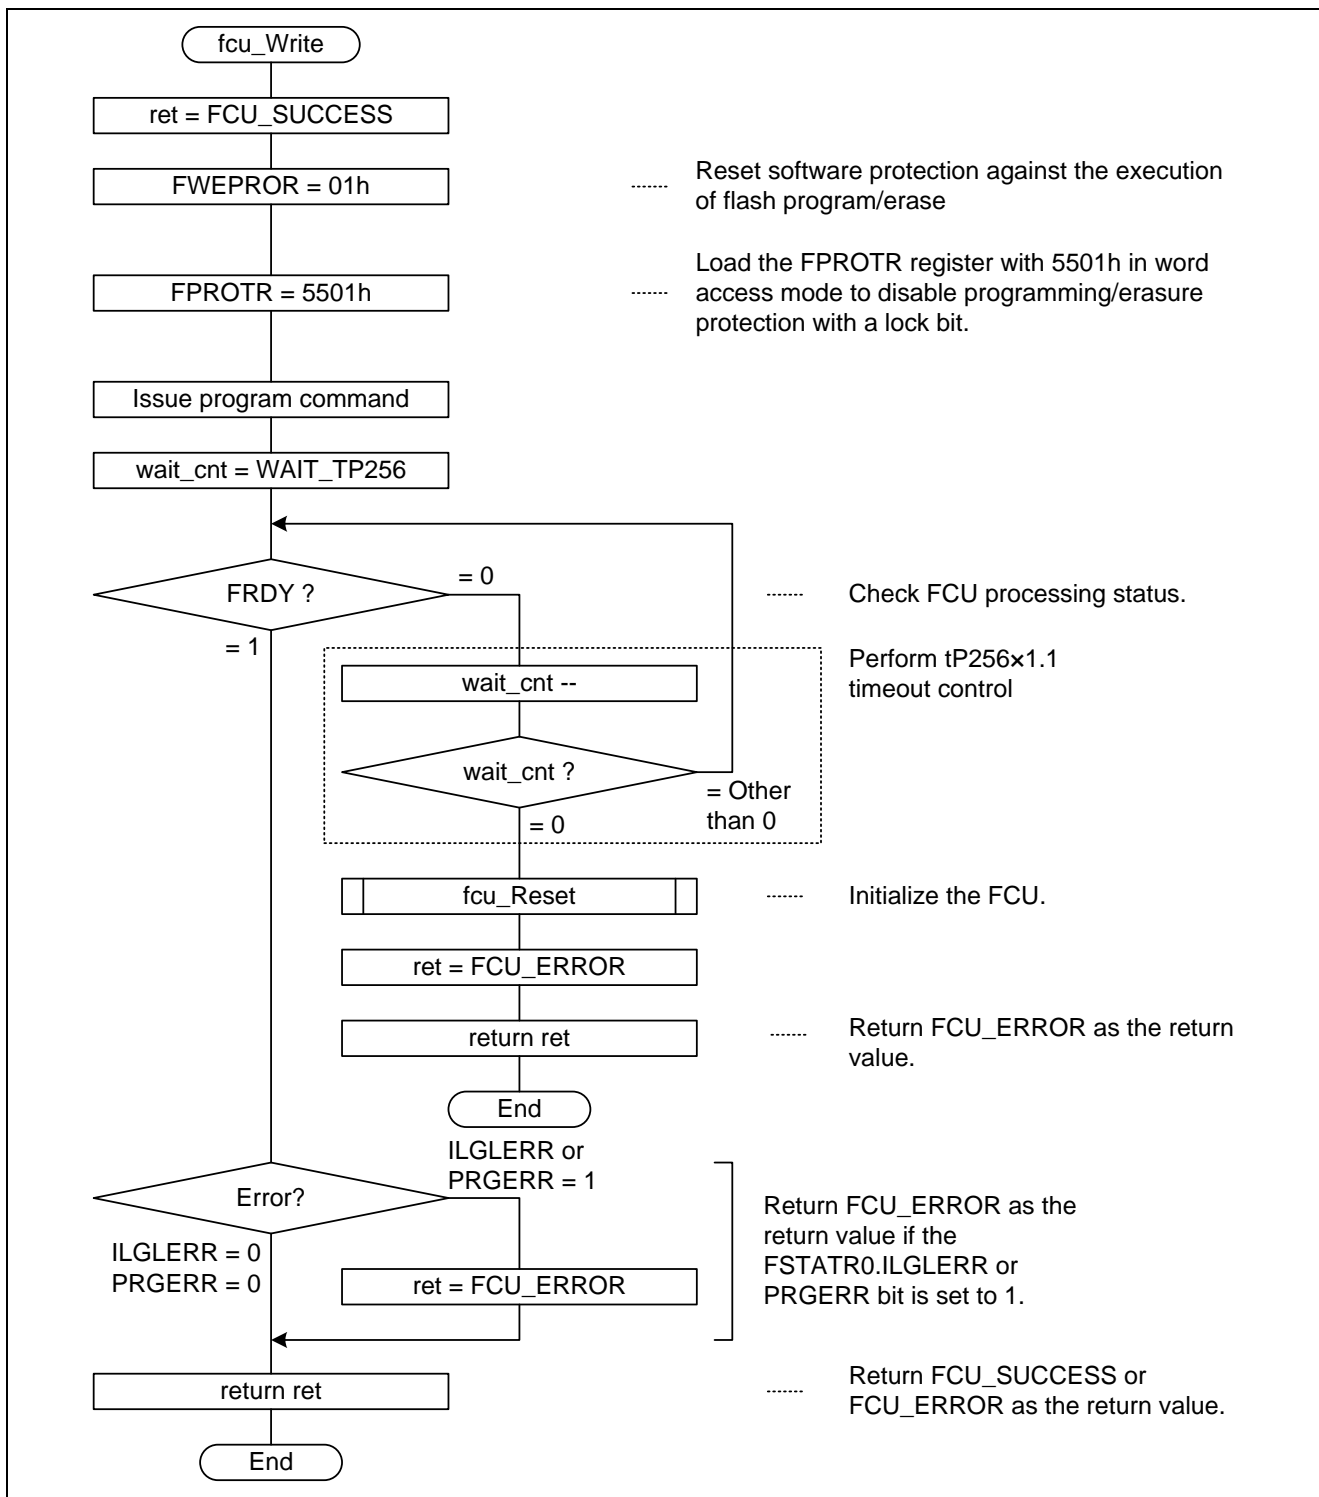 fcu_Write
ret = FCU_SUCCESS
FWEPROR = 01h
Reset software protection against the execution
of flash program/erase
FPROTR = 5501h
Load the FPROTR register with 5501h in word
access mode to disable programming/erasure
protection with a lock bit.
Issue program command
wait_cnt = WAIT_TP256
FRDY ?
= 0
= 1
Check FCU processing status.
Perform tP256×1.1
timeout control
wait_cnt --
wait_cnt ?
= Other
than 0
= 0
fcu_Reset
Initialize the FCU.
ret = FCU_ERROR
return ret
Return FCU_ERROR as the return
value.
End
ILGLERR or
PRGERR = 1
Error?
ILGLERR = 0
PRGERR = 0
ret = FCU_ERROR
Return FCU_ERROR as the
return value if the
FSTATR0.ILGLERR or
PRGERR bit is set to 1.
return ret
Return FCU_SUCCESS or
FCU_ERROR as the return value.
End